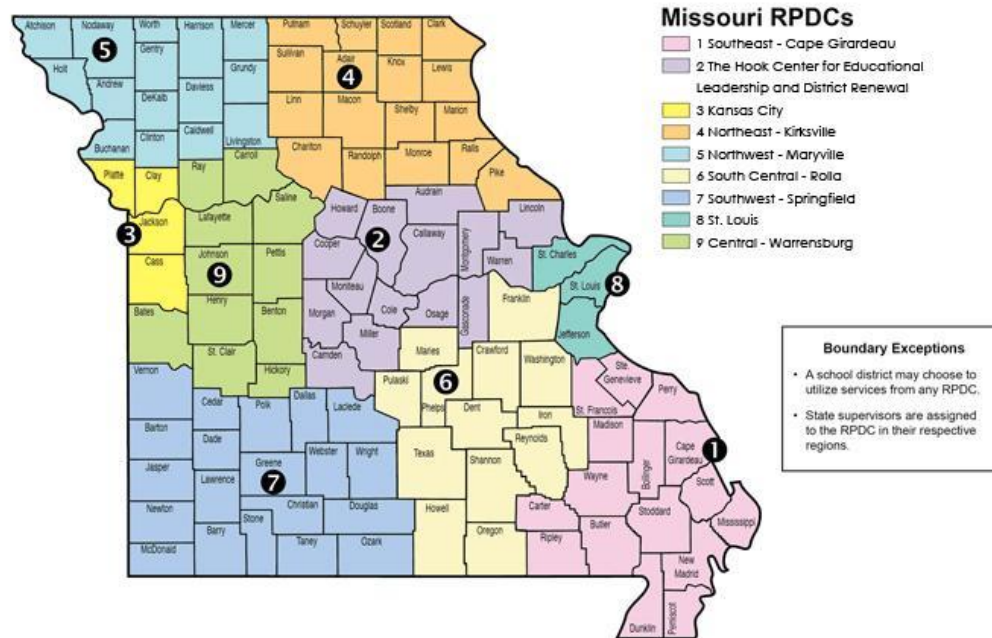 Missouri RPDCs
1 Southeast - Cape Girardeau
2 The Hook Center for Educational
Leadership and District Renewal
3 Kansas City
4 Northeast - Kirksville
5 Northwest - Maryville
6 South Central - Rolla
7 Southwest - Springfield
8 St. Louis
9 Central - Warrensburg
Boundary Exceptions
• A school district may choose to
utilize services from any RPDC.
• State supervisors are assigned
to the RPDC in their respective
regions.
Atchison
Nodaway
Worth
Harrison
Mercer
Putnam
Schuyler
Scotland
Clark
5
Gentry
Sullivan
Adair
Knox
Holt
Grundy
4
Lewis
Andrew
Daviess
DeKalb
Linn
Macon
Shelby
Marion
Clinton
Caldwell
Livingston
Buchanan
Chariton
Randolph
Monroe
Ralls
Carroll
Ray
Platte
Clay
Pike
Audrain
Saline
Howard
Boone
Lincoln
Lafayette
Jackson
3
2
Callaway
Montgomery
Cooper
Warren
St. Charles
Johnson
Pettis
Cass
9
St. Louis
8
Moniteau
Henry
Cole
Osage
Gasconade
Franklin
Bates
Benton
Morgan
Miller
Jefferson
St. Clair
Camden
Maries
Crawford
Washington
Hickory
Vernon
Pulaski
6
Ste.
Genevieve
Perry
Cedar
Polk
Dallas
Laclede
Phelps
Dent
Iron
St. Francois
Barton
Dade
Madison
Reynolds
Cape
Girardeau
1
Greene
Webster
Wright
Texas
Shannon
Jasper
7
Wayne
Bollinger
Lawrence
Scott
Newton
Christian
Douglas
Howell
Carter
Stoddard
Mississippi
Stone
Barry
Oregon
Ripley
Butler
McDonald
Taney
Ozark
New
Madrid
Dunklin
Pemiscot